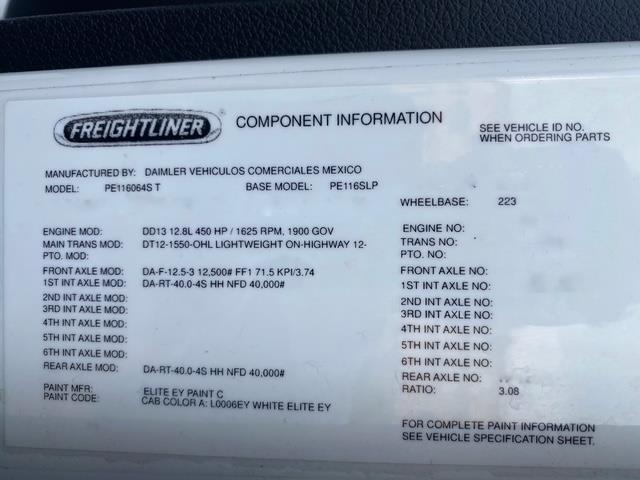 FREIGHTLINER
COMPONENT INFORMATION
SEE VEHICLE ID NO.
WHEN ORDERING PARTS
MANUFACTURED BY: DAIMLER VEHICULOS COMERCIALES MEXICO
MODEL: PE116064S T BASE MODEL: PE116SLP
WHEELBASE: 223
ENGINE MOD: DD13 12.8L 450 HP / 1625 RPM, 1900 GOV ENGINE NO:
MAIN TRANS MOD: DT12-1550-OHL LIGHTWEIGHT ON-HIGHWAY 12- TRANS NO:
PTO. MOD: PTO. NO:
FRONT AXLE MOD: DA-F-12.5-3 12,500# FF1 71.5 KPI/3.74 FRONT AXLE NO:
1ST INT AXLE MOD: DA-RT-40.0-4S HH NFD 40,000# 1ST INT AXLE NO:
2ND INT AXLE MOD: 2ND INT AXLE NO:
3RD INT AXLE MOD: 3RD INT AXLE NO:
4TH INT AXLE MOD: 4TH INT AXLE NO:
5TH INT AXLE MOD: 5TH INT AXLE NO:
6TH INT AXLE MOD: 6TH INT AXLE NO:
REAR AXLE MOD: DA-RT-40.0-4S HH NFD 40,000# REAR AXLE NO:
RATIO: 3.08
PAINT MFR: ELITE EY PAINT C
PAINT CODE: CAB COLOR A: L0006EY WHITE ELITE EY
FOR COMPLETE PAINT INFORMATION
SEE VEHICLE SPECIFICATION SHEET.